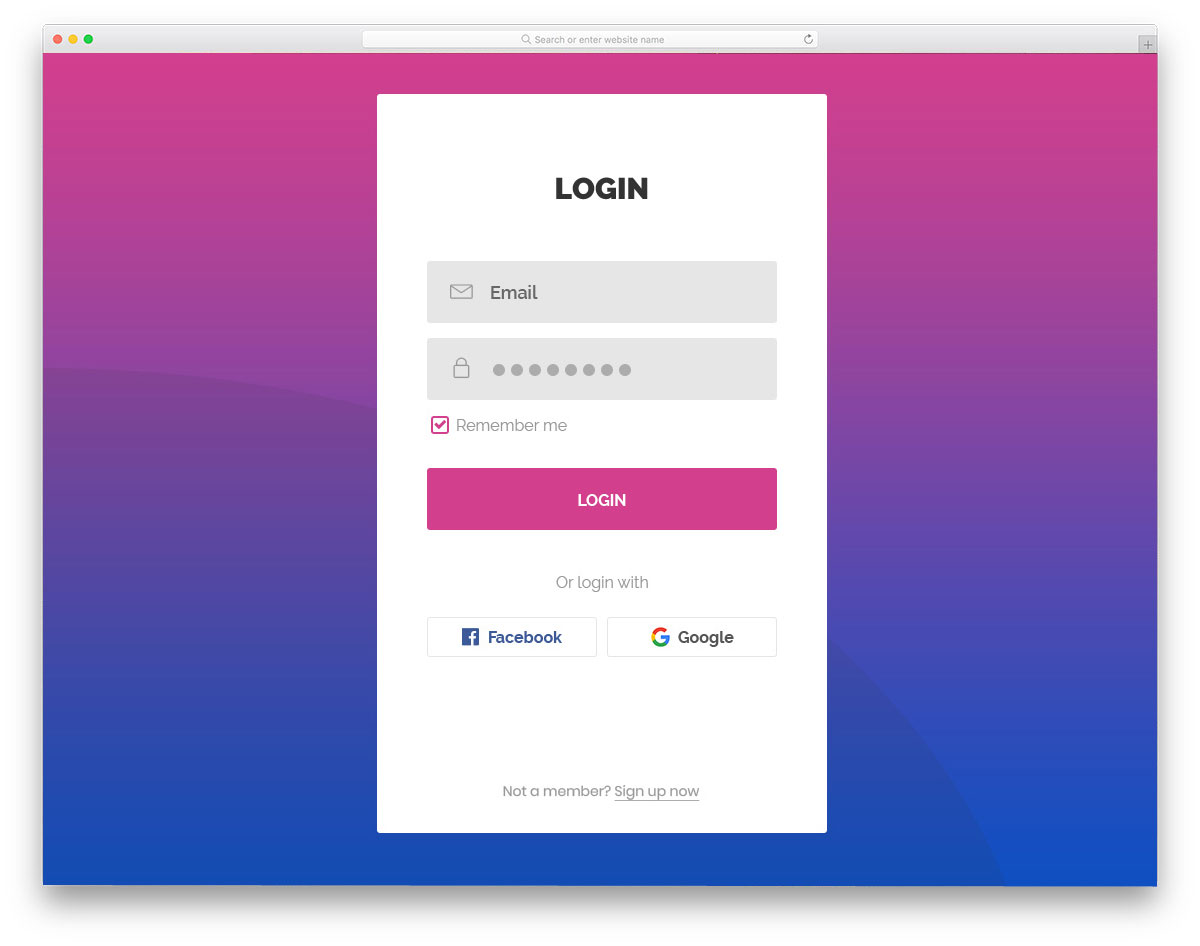 Search or enter website name
LOGIN
Email
Remember me
LOGIN
Or login with
Facebook
Google
Not a member? Sign up now